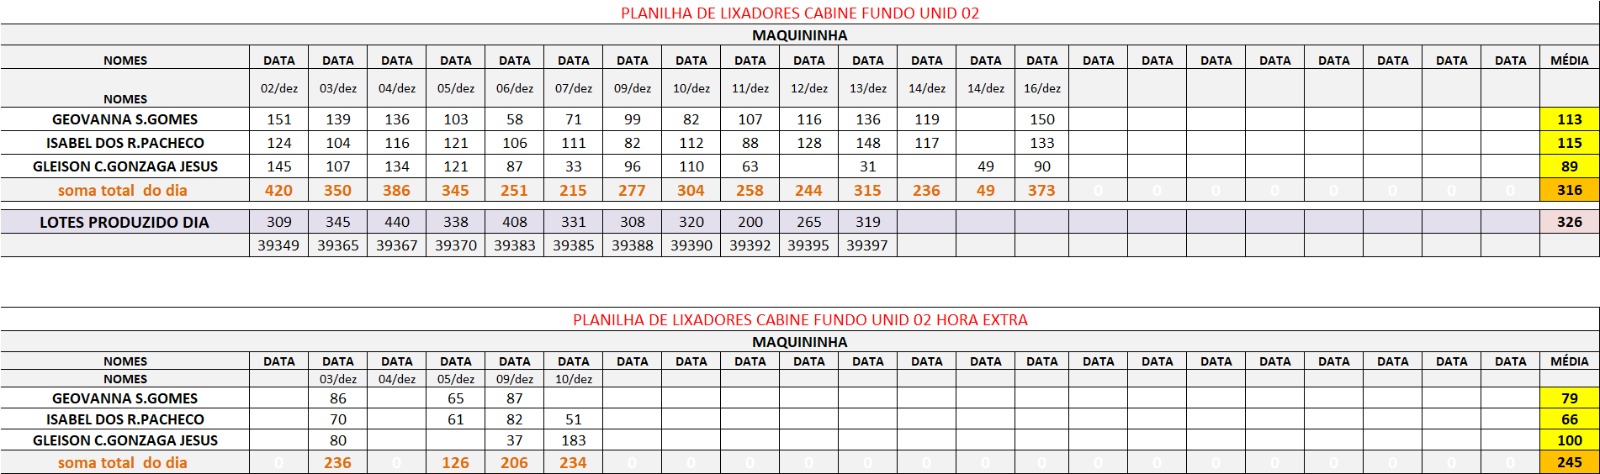 PLANILHA DE LIXADORES CABINE FUNDO UNID 02
MAQUININHA
NOMES DATA DATA DATA DATA DATA DATA DATA DATA DATA DATA DATA DATA DATA DATA DATA DATA DATA DATA DATA DATA DATA DATA MÉDIA
NOMES 02/dez 03/dez 04/dez 05/dez 06/dez 07/dez 09/dez 10/dez 11/dez 12/dez 13/dez 14/dez 14/dez 16/dez
GEOVANNA S.GOMES 151 139 136 103 58 71 99 82 107 116 136 119 150 113
ISABEL DOS R.PACHECO 124 104 116 121 106 111 82 112 88 128 148 117 133 115
GLEISON C.GONZAGA JESUS 145 107 134 121 87 33 96 110 63 31 49 90 89
soma total do dia 420 350 386 345 251 215 277 304 258 244 315 236 49 373 0 0 0 0 0 0 0 0 316
LOTES PRODUZIDO DIA 309 345 440 338 408 331 308 320 200 265 319 326
39349 39365 39367 39370 39383 39385 39388 39390 39392 39395 39397
PLANILHA DE LIXADORES CABINE FUNDO UNID 02 HORA EXTRA
MAQUININHA
NOMES DATA DATA DATA DATA DATA DATA DATA DATA DATA DATA DATA DATA DATA DATA DATA DATA DATA DATA DATA DATA DATA DATA MÉDIA
NOMES 03/dez 04/dez 05/dez 09/dez 10/dez
GEOVANNA S.GOMES 86 65 87 79
ISABEL DOS R.PACHECO 70 61 82 51 66
GLEISON C.GONZAGA JESUS 80 37 183 100
soma total do dia 0 236 0 126 206 234 0 0 0 0 0 0 0 0 0 0 0 0 0 0 0 0 245